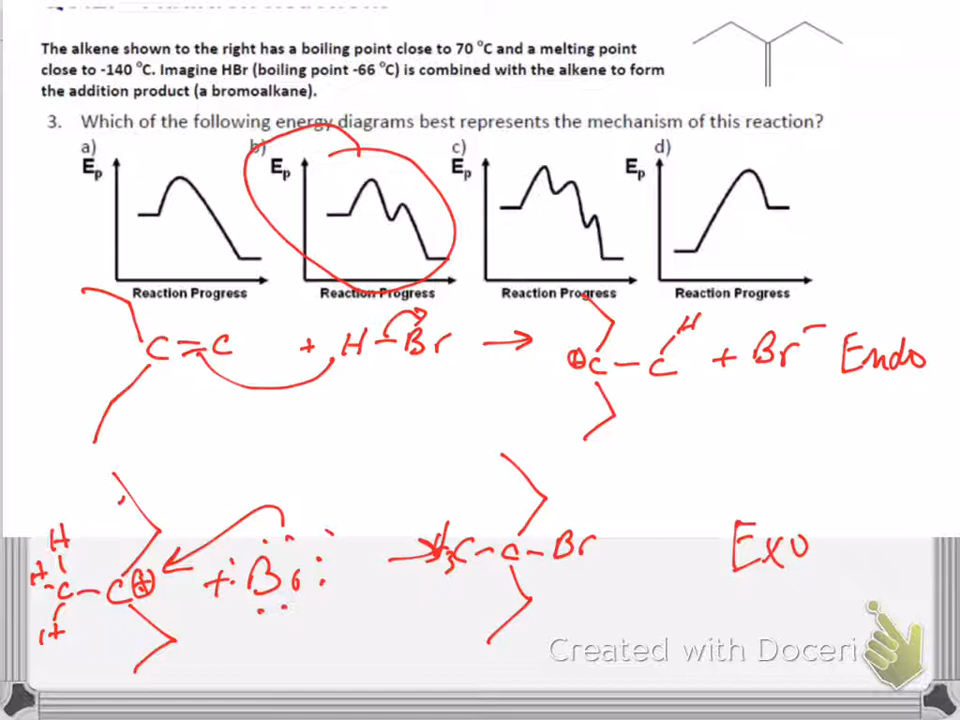 The alkene shown to the right has a boiling point close to 70 °C and a melting point
close to -140 °C. Imagine HBr (boiling point -66 °C) is combined with the alkene to form
the addition product (a bromoalkane).
3. Which of the following energy diagrams best represents the mechanism of this reaction?
a) b) c) d)
Ep Ep Ep Ep
Reaction Progress Reaction Progress Reaction Progress Reaction Progress
C=C + H-Br → ⊕C-C H + Br⁻ Endo
H
H-C-C⊕ + :Br: → H₃C-C-Br Exo
H
Created with Doceri